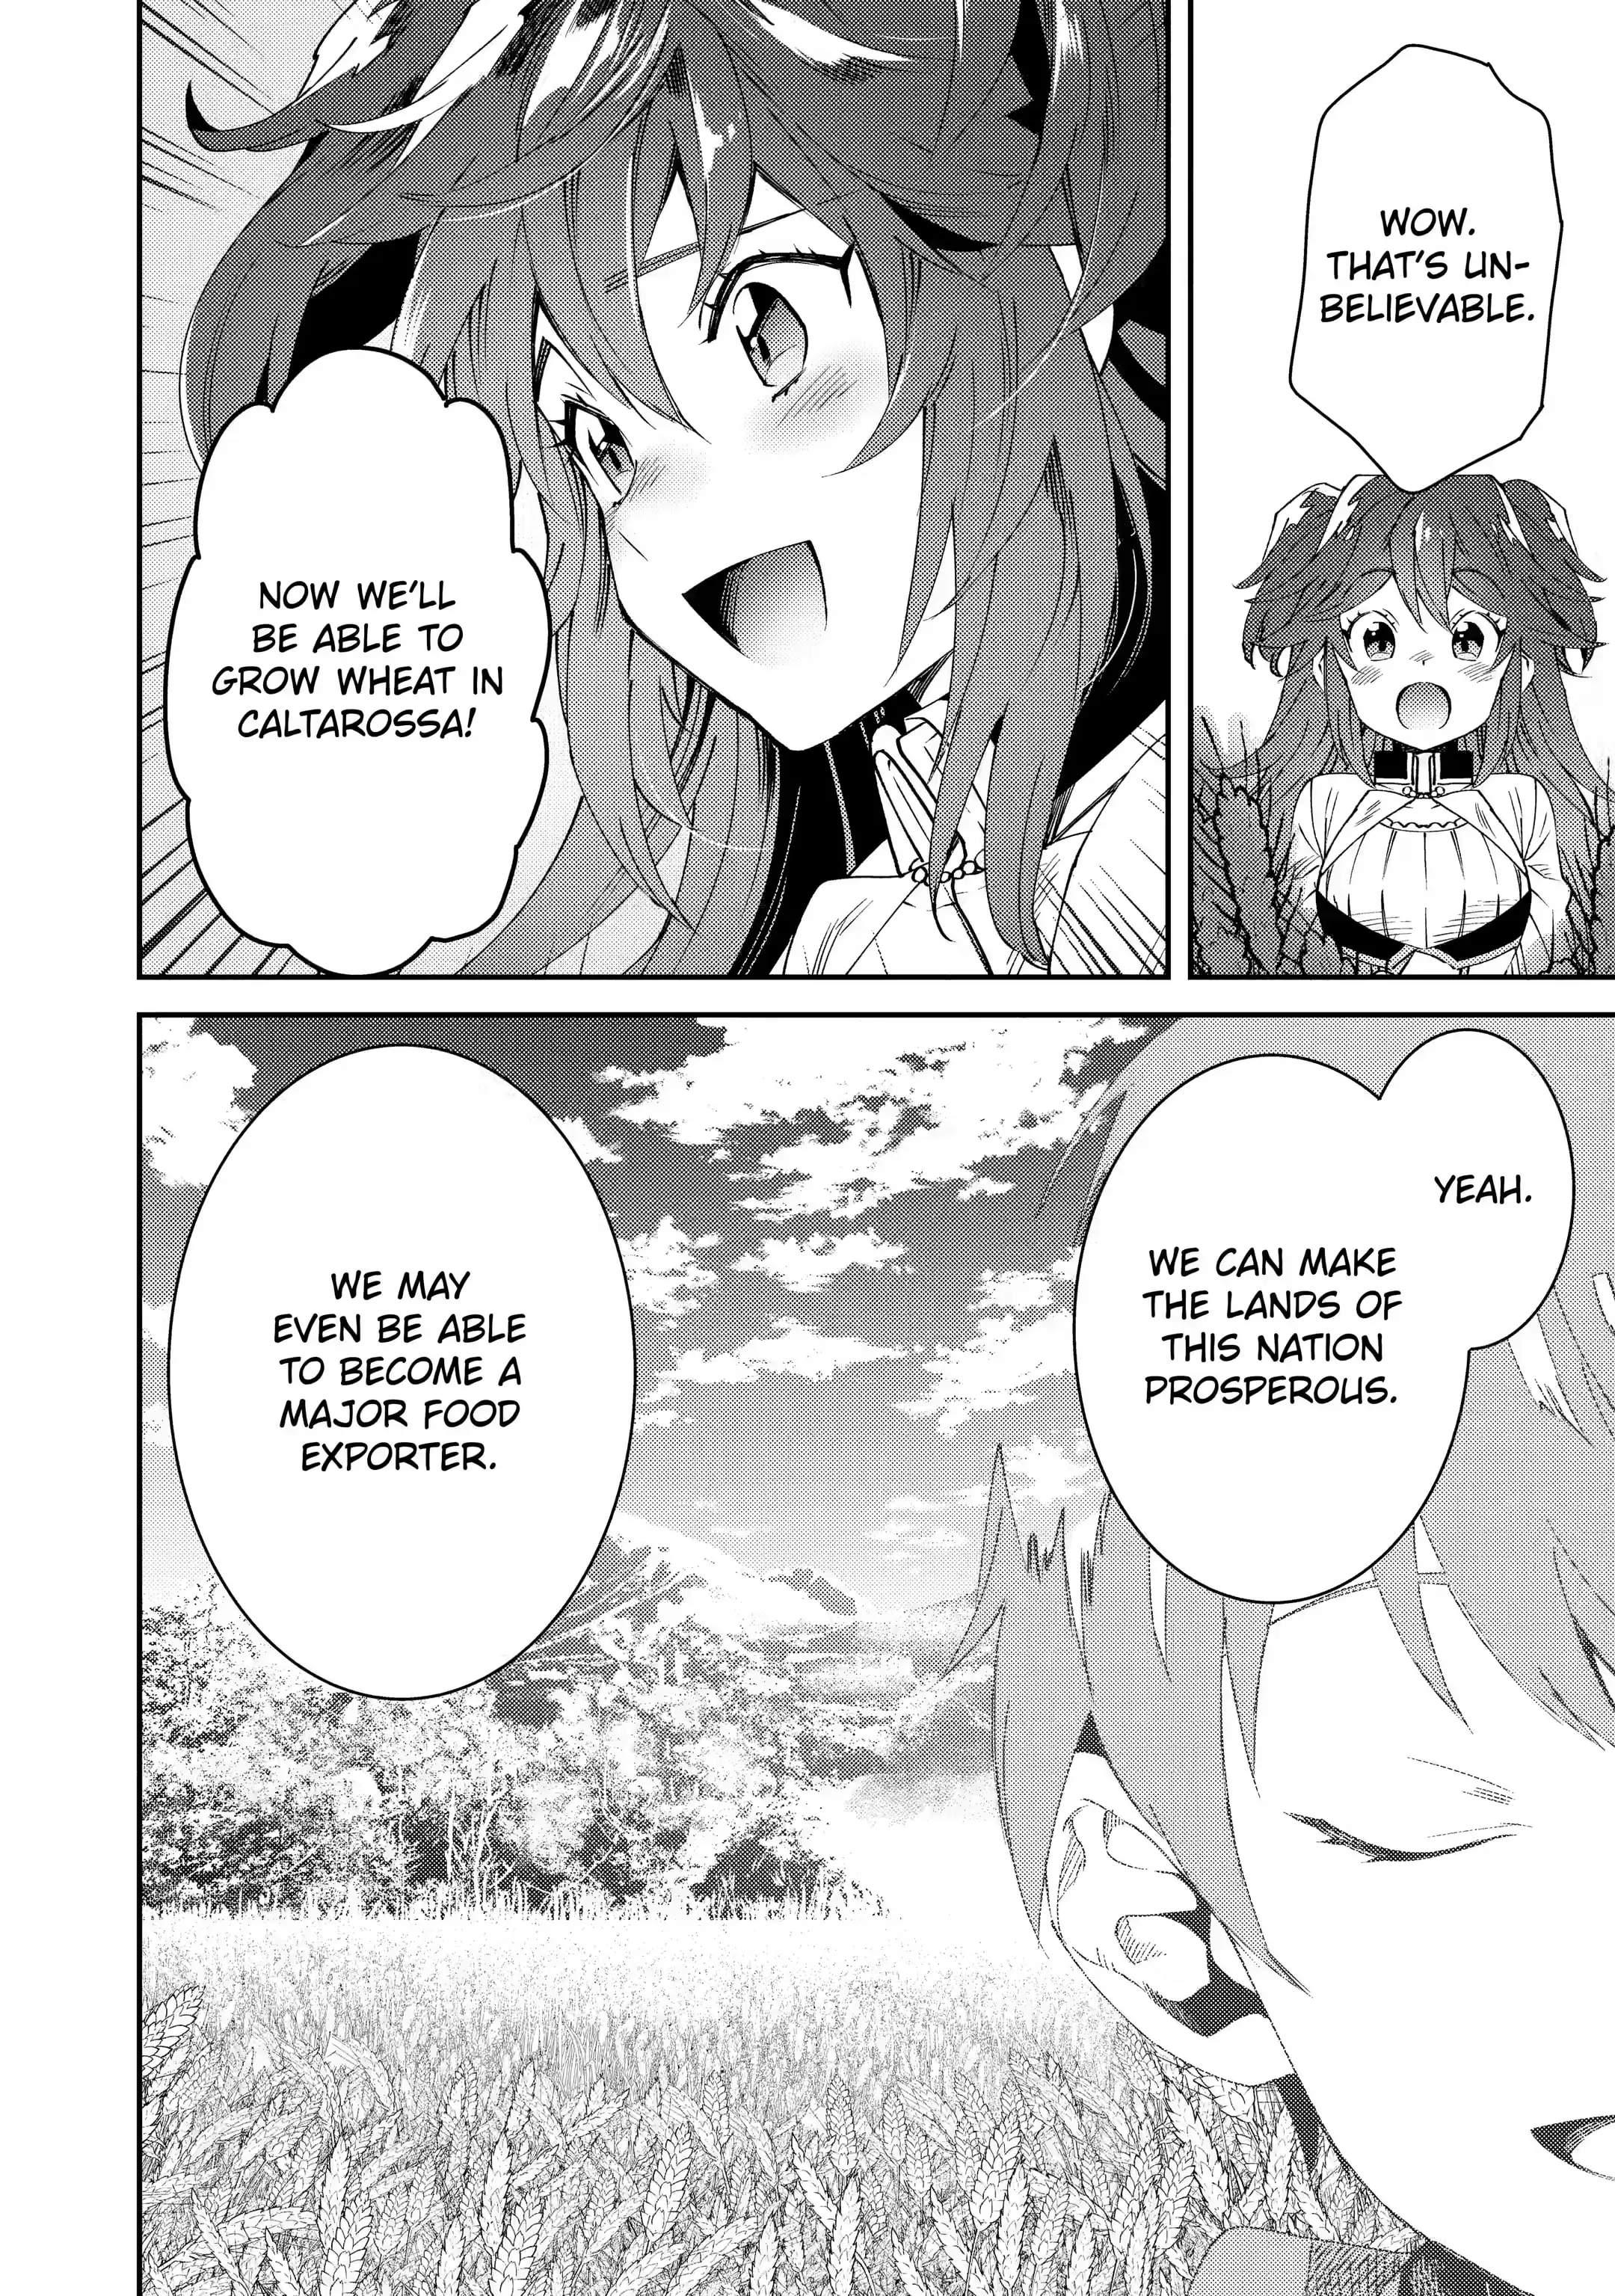 WOW.
THAT'S UN-
BELIEVABLE.
NOW WE'LL
BE ABLE TO
GROW WHEAT IN
CALTAROSSA!
YEAH.
WE CAN MAKE
THE LANDS OF
THIS NATION
PROSPEROUS.
WE MAY
EVEN BE ABLE
TO BECOME A
MAJOR FOOD
EXPORTER.